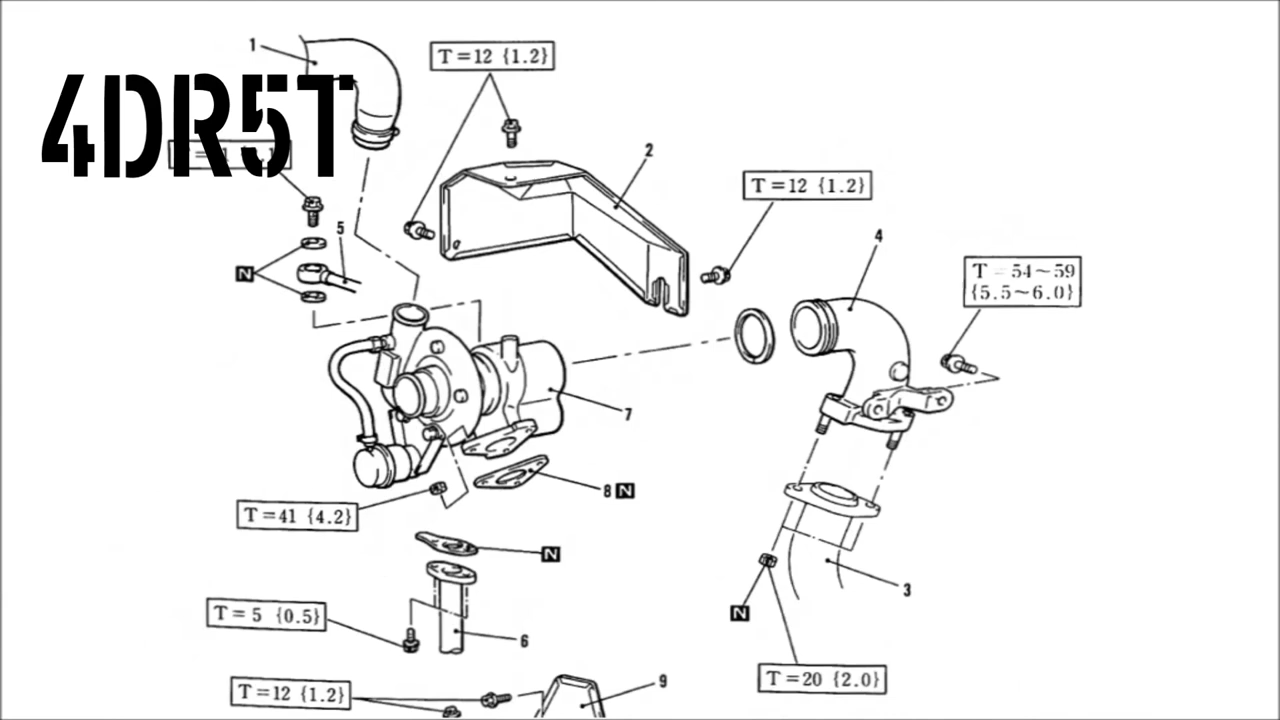 1
T=12 {1.2}
4DR5T
2
T=12 {1.2}
5
4
N
T=54~59
{5.5~6.0}
7
8 N
T=41 {4.2}
N
3
N
T=5 {0.5}
6
T=20 {2.0}
T=12 {1.2}
9